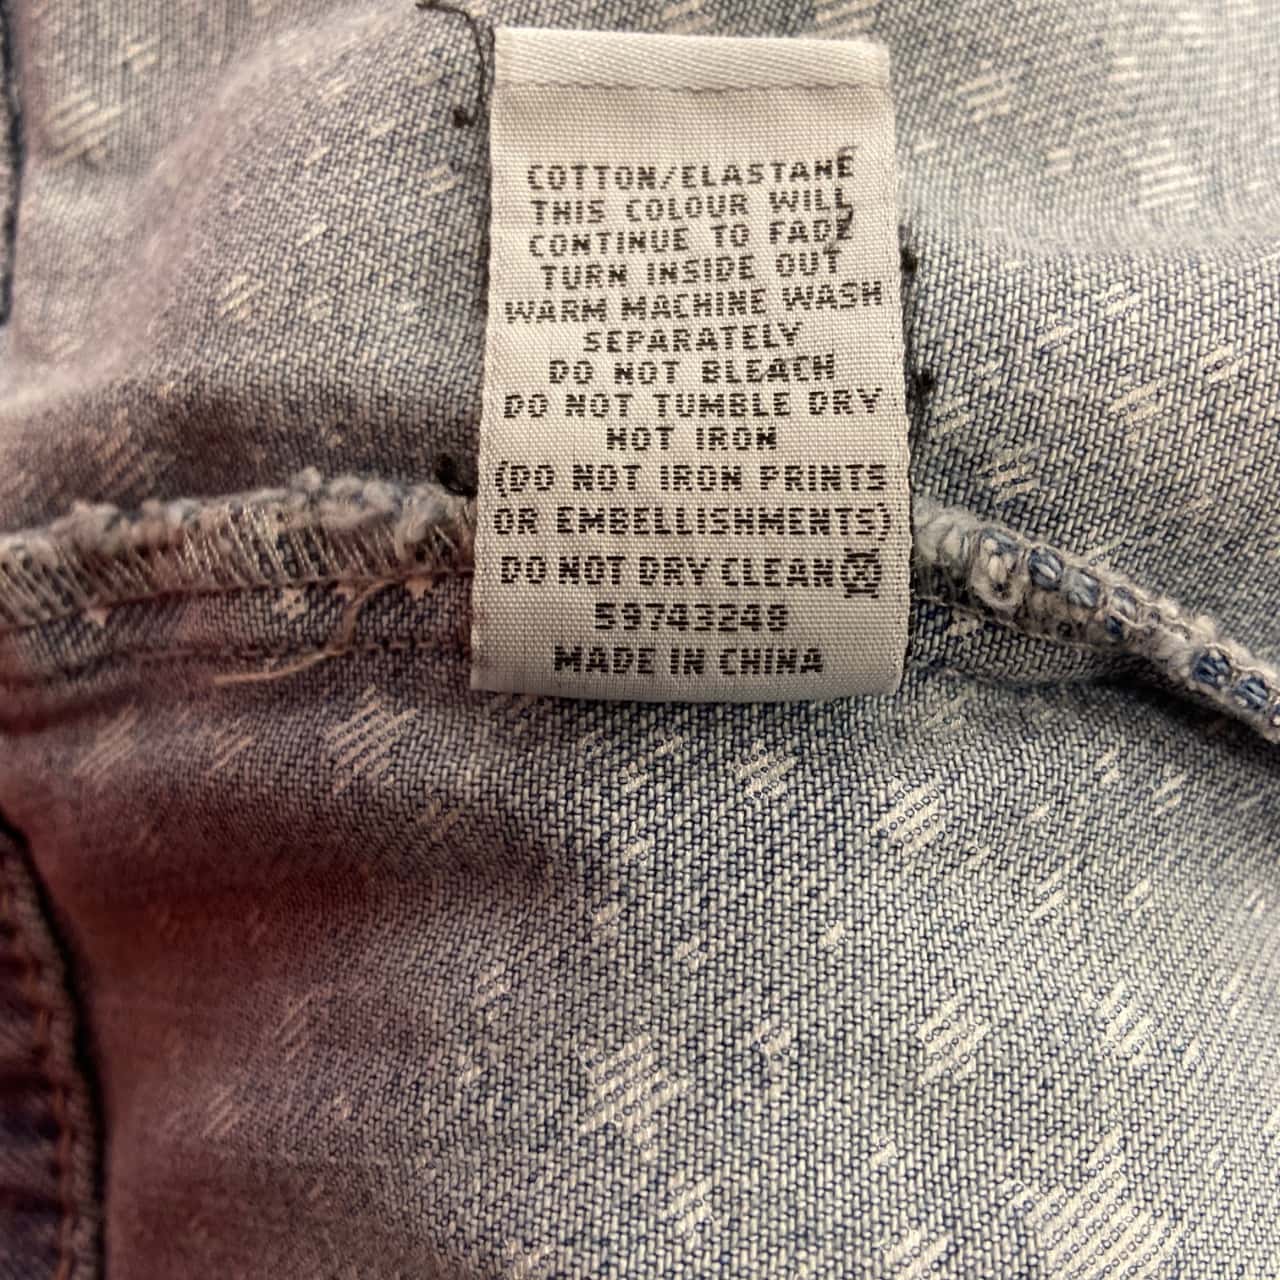 COTTON/ELASTANE
THIS COLOUR WILL
CONTINUE TO FADE
TURN INSIDE OUT
WARM MACHINE WASH
SEPARATELY
DO NOT BLEACH
DO NOT TUMBLE DRY
HOT IRON
(DO NOT IRON PRINTS
OR EMBELLISHMENTS)
DO NOT DRY CLEAN
59743248
MADE IN CHINA